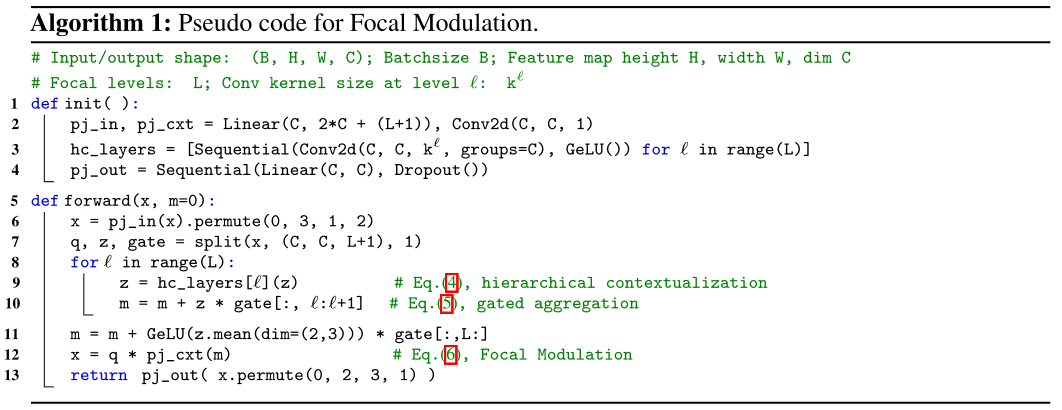 Algorithm 1: Pseudo code for Focal Modulation.
# Input/output shape: (B, H, W, C); Batchsize B; Feature map height H, width W, dim C
# Focal levels: L; Conv kernel size at level ℓ: k^ℓ
1 def init( ):
2 pj_in, pj_cxt = Linear(C, 2*C + (L+1)), Conv2d(C, C, 1)
3 hc_layers = [Sequential(Conv2d(C, C, k^ℓ, groups=C), GeLU()) for ℓ in range(L)]
4 pj_out = Sequential(Linear(C, C), Dropout())
5 def forward(x, m=0):
6 x = pj_in(x).permute(0, 3, 1, 2)
7 q, z, gate = split(x, (C, C, L+1), 1)
8 for ℓ in range(L):
9 z = hc_layers[ℓ](z) # Eq.(4), hierarchical contextualization
10 m = m + z * gate[:, ℓ:ℓ+1] # Eq.(5), gated aggregation
11 m = m + GeLU(z.mean(dim=(2,3))) * gate[:,L:]
12 x = q * pj_cxt(m) # Eq.(6), Focal Modulation
13 return pj_out( x.permute(0, 2, 3, 1) )